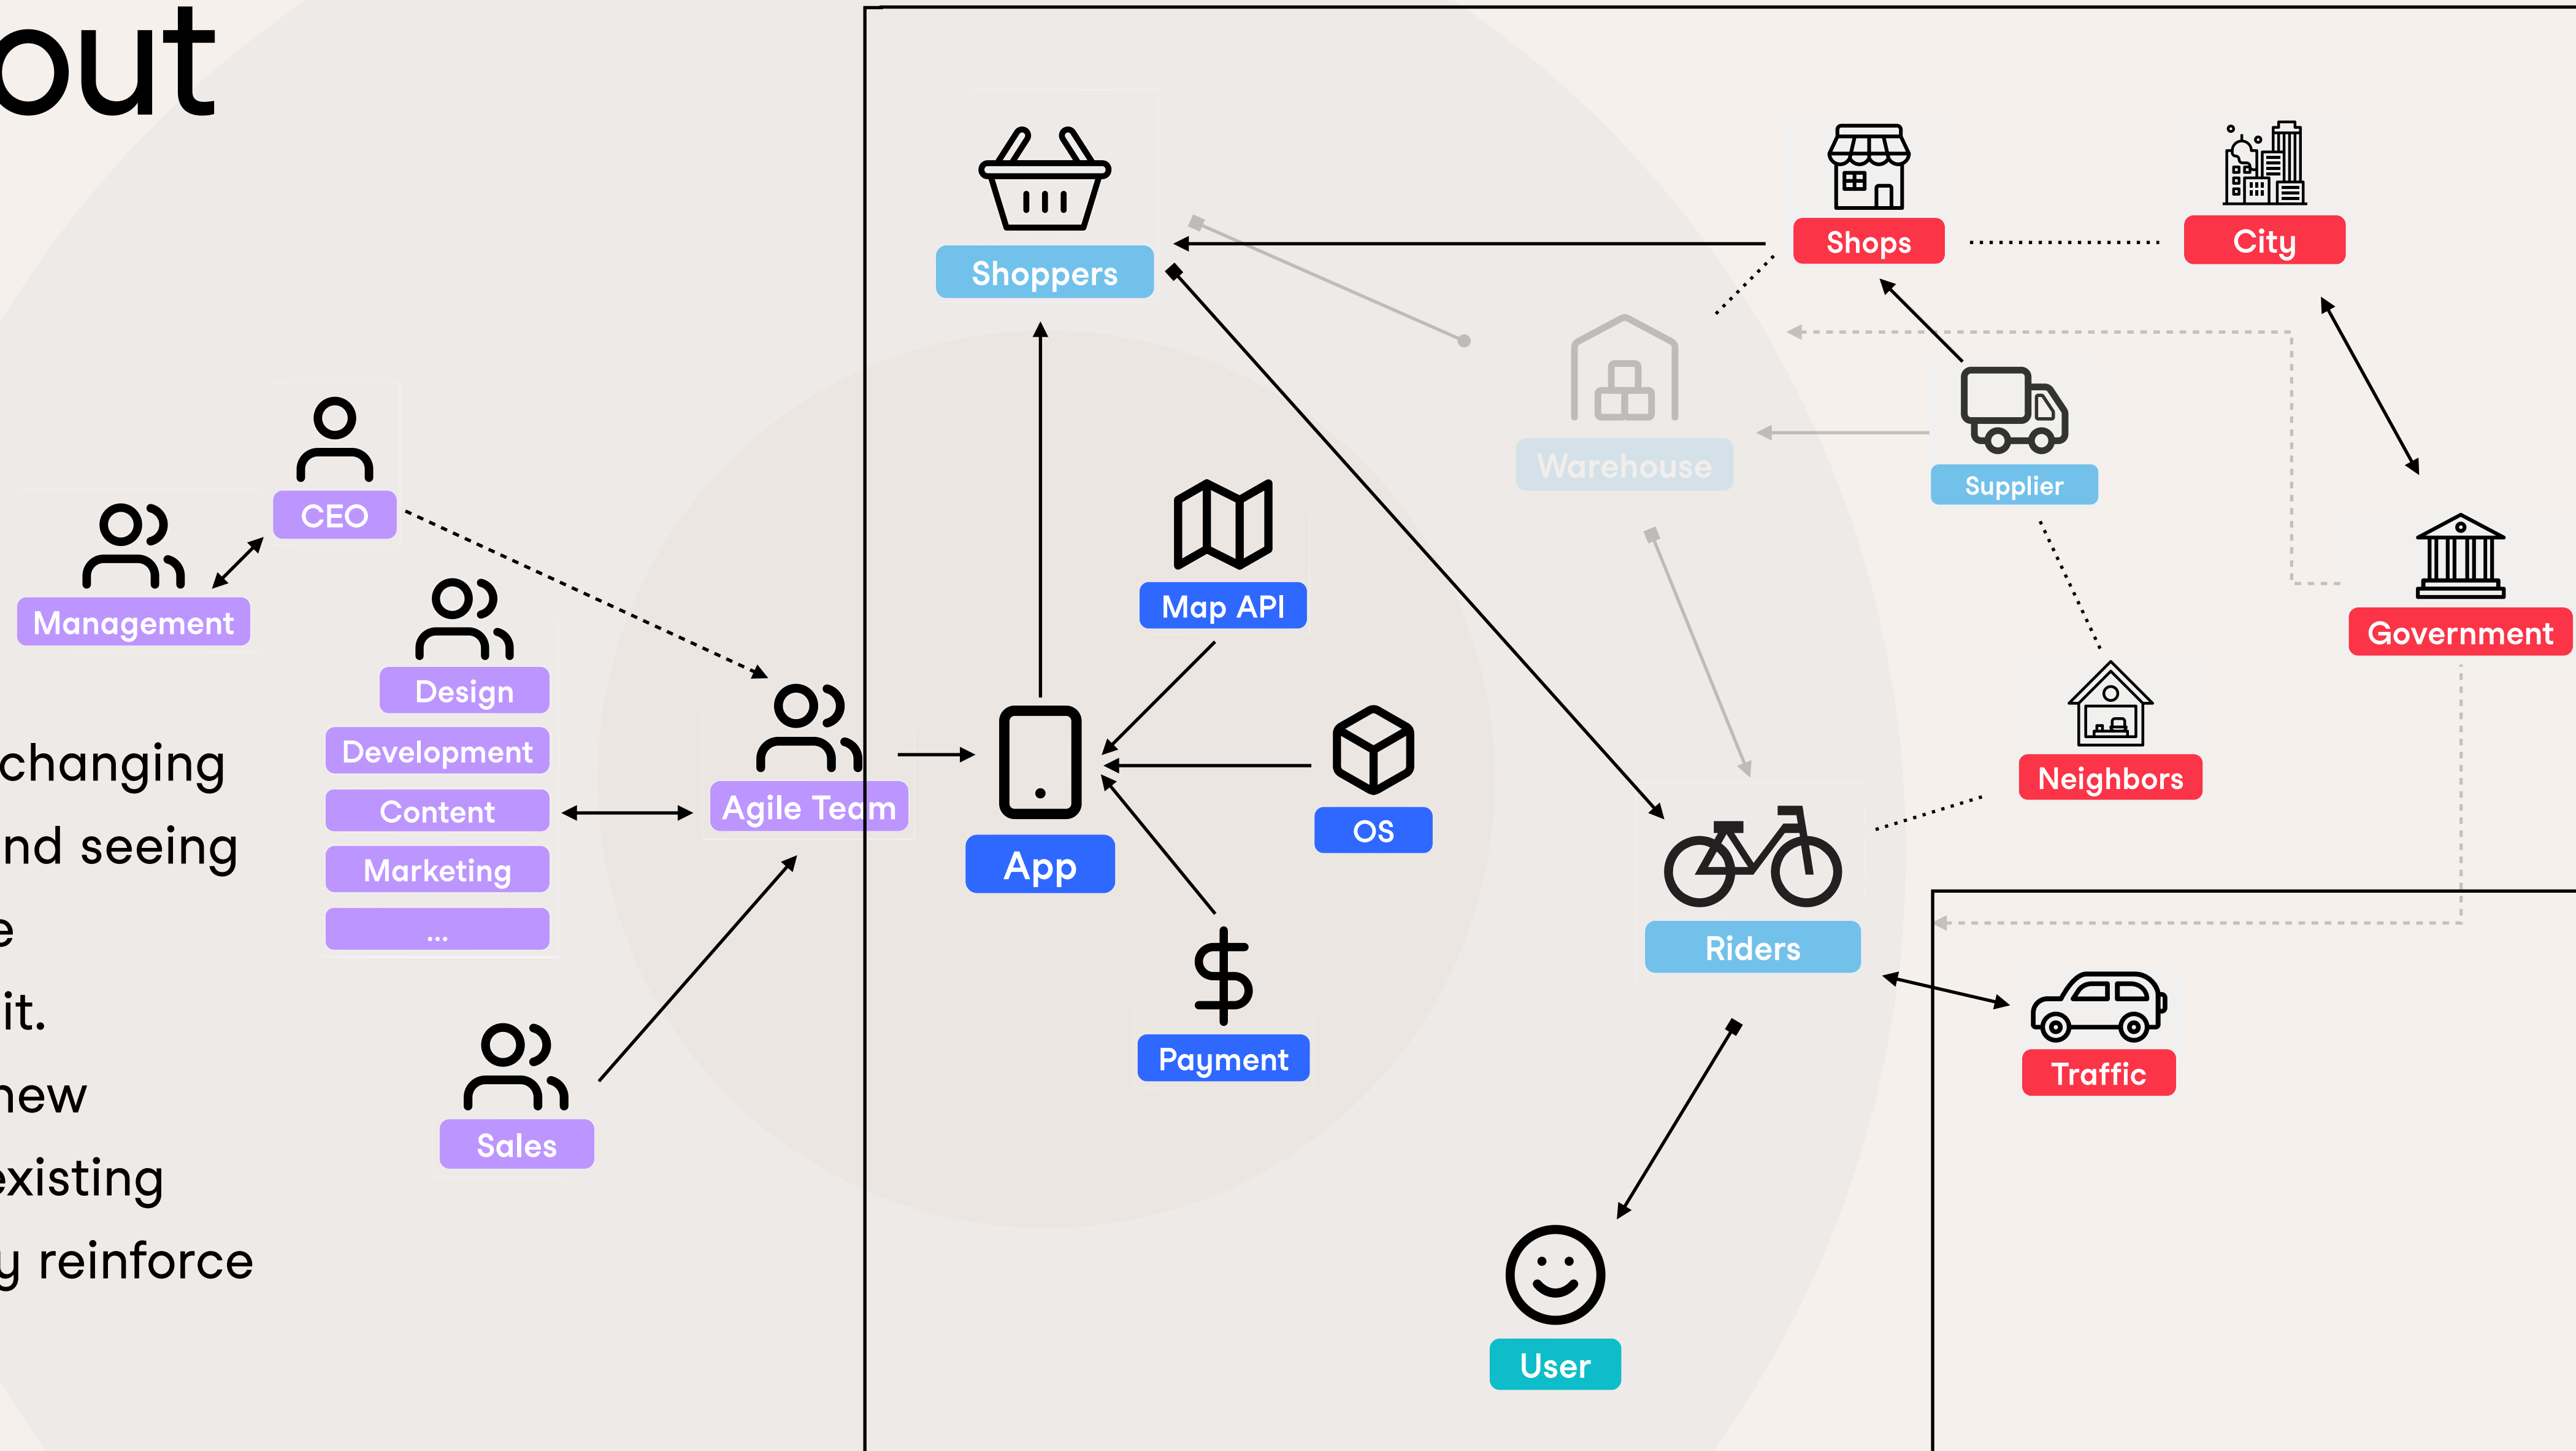 out
changing
nd seeing
e
it.
new
existing
y reinforce
CEO
Management
Design
Development
Content
Marketing
...
Sales
Agile Team
Shoppers
App
Map API
OS
Payment
Warehouse
Shops
City
Supplier
Government
Neighbors
Riders
Traffic
User